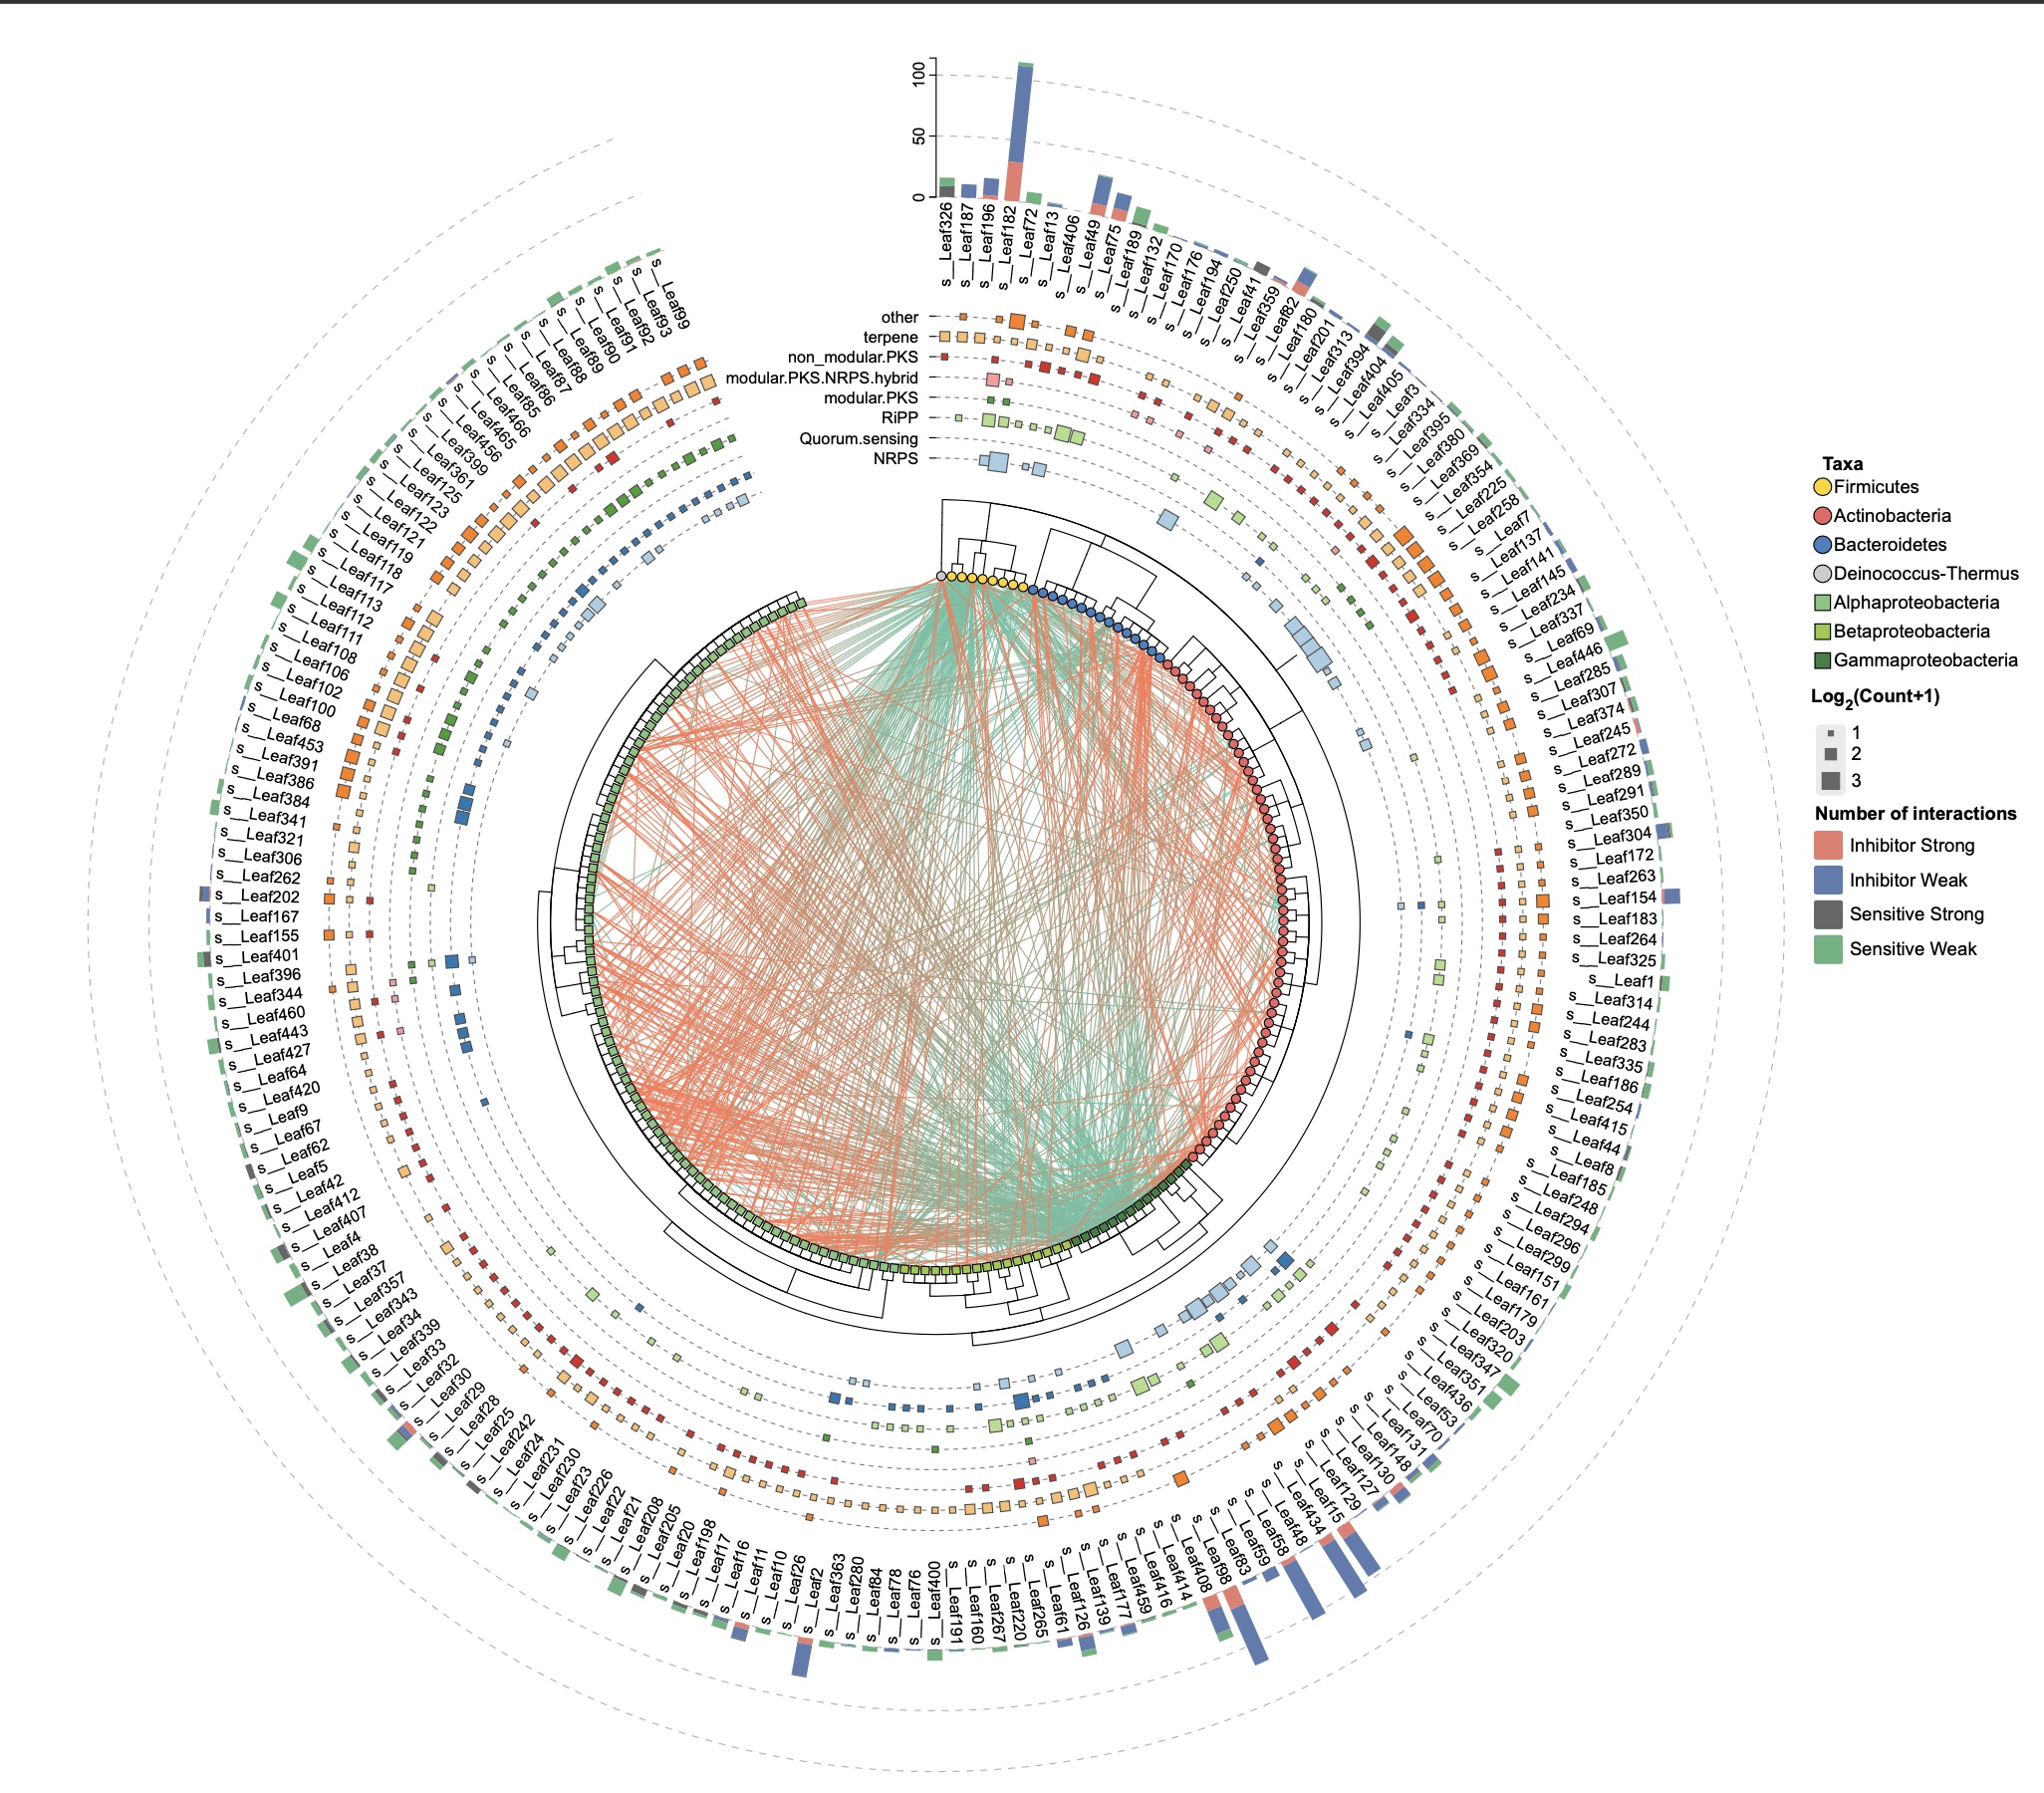 100
50
0
s__Leaf326
s__Leaf187
s__Leaf196
s__Leaf182
s__Leaf72
s__Leaf13
s__Leaf406
s__Leaf49
s__Leaf75
s__Leaf189
s__Leaf132
s__Leaf170
s__Leaf176
s__Leaf194
s__Leaf250
s__Leaf41
s__Leaf359
s__Leaf82
s__Leaf180
s__Leaf201
s__Leaf313
s__Leaf394
s__Leaf404
s__Leaf405
s__Leaf3
s__Leaf334
s__Leaf395
s__Leaf380
s__Leaf369
s__Leaf354
s__Leaf225
s__Leaf258
s__Leaf7
s__Leaf137
s__Leaf141
s__Leaf145
s__Leaf234
s__Leaf337
s__Leaf69
s__Leaf446
s__Leaf285
s__Leaf307
s__Leaf374
s__Leaf245
s__Leaf272
s__Leaf289
s__Leaf291
s__Leaf350
s__Leaf304
s__Leaf172
s__Leaf263
s__Leaf154
s__Leaf183
s__Leaf264
s__Leaf325
s__Leaf1
s__Leaf314
s__Leaf244
s__Leaf283
s__Leaf335
s__Leaf186
s__Leaf254
s__Leaf415
s__Leaf44
s__Leaf8
s__Leaf185
s__Leaf248
s__Leaf294
s__Leaf296
s__Leaf299
s__Leaf151
s__Leaf161
s__Leaf179
s__Leaf203
s__Leaf320
s__Leaf347
s__Leaf351
s__Leaf436
s__Leaf53
s__Leaf70
s__Leaf131
s__Leaf148
s__Leaf130
s__Leaf127
s__Leaf129
s__Leaf15
s__Leaf434
s__Leaf48
s__Leaf58
s__Leaf59
s__Leaf83
s__Leaf98
s__Leaf408
s__Leaf414
s__Leaf416
s__Leaf459
s__Leaf177
s__Leaf139
s__Leaf126
s__Leaf61
s__Leaf265
s__Leaf220
s__Leaf267
s__Leaf160
s__Leaf191
s__Leaf400
s__Leaf76
s__Leaf78
s__Leaf84
s__Leaf280
s__Leaf363
s__Leaf2
s__Leaf26
s__Leaf10
s__Leaf11
s__Leaf16
s__Leaf17
s__Leaf198
s__Leaf20
s__Leaf205
s__Leaf208
s__Leaf21
s__Leaf22
s__Leaf226
s__Leaf23
s__Leaf230
s__Leaf231
s__Leaf24
s__Leaf242
s__Leaf25
s__Leaf28
s__Leaf29
s__Leaf30
s__Leaf32
s__Leaf33
s__Leaf339
s__Leaf34
s__Leaf343
s__Leaf357
s__Leaf37
s__Leaf38
s__Leaf4
s__Leaf407
s__Leaf412
s__Leaf42
s__Leaf5
s__Leaf62
s__Leaf67
s__Leaf9
s__Leaf420
s__Leaf64
s__Leaf427
s__Leaf443
s__Leaf460
s__Leaf344
s__Leaf396
s__Leaf401
s__Leaf155
s__Leaf167
s__Leaf202
s__Leaf262
s__Leaf306
s__Leaf321
s__Leaf341
s__Leaf384
s__Leaf386
s__Leaf391
s__Leaf453
s__Leaf68
s__Leaf100
s__Leaf102
s__Leaf106
s__Leaf108
s__Leaf111
s__Leaf112
s__Leaf113
s__Leaf117
s__Leaf118
s__Leaf119
s__Leaf121
s__Leaf122
s__Leaf123
s__Leaf125
s__Leaf361
s__Leaf399
s__Leaf456
s__Leaf465
s__Leaf466
s__Leaf85
s__Leaf86
s__Leaf87
s__Leaf88
s__Leaf89
s__Leaf90
s__Leaf91
s__Leaf92
s__Leaf93
s__Leaf99
other
terpene
non_modular.PKS
modular.PKS.NRPS.hybrid
modular.PKS
RiPP
Quorum.sensing
NRPS
Taxa
Firmicutes
Actinobacteria
Bacteroidetes
Deinococcus-Thermus
Alphaproteobacteria
Betaproteobacteria
Gammaproteobacteria
Log2(Count+1)
1
2
3
Number of interactions
Inhibitor Strong
Inhibitor Weak
Sensitive Strong
Sensitive Weak